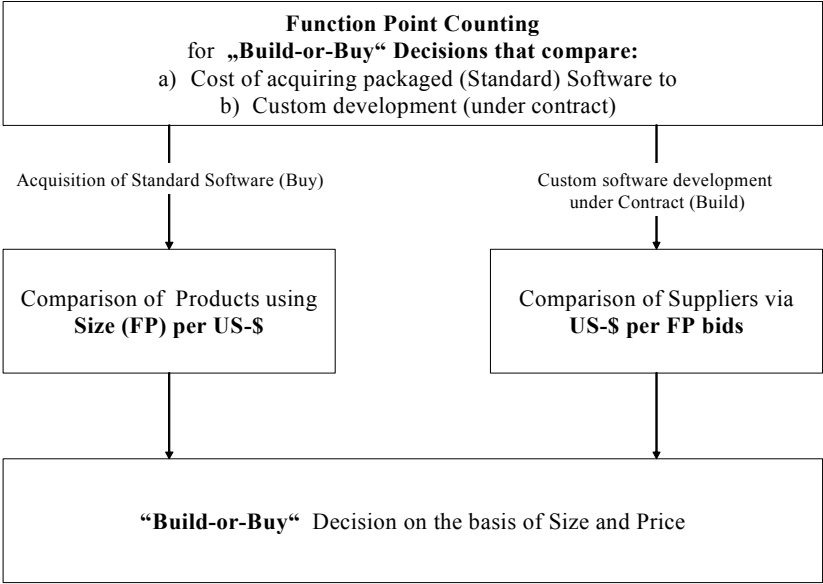 Function Point Counting
for „Build-or-Buy“ Decisions that compare:
a) Cost of acquiring packaged (Standard) Software to
b) Custom development (under contract)
Acquisition of Standard Software (Buy)
Custom software development
under Contract (Build)
Comparison of Products using
Size (FP) per US-$
Comparison of Suppliers via
US-$ per FP bids
“Build-or-Buy“ Decision on the basis of Size and Price